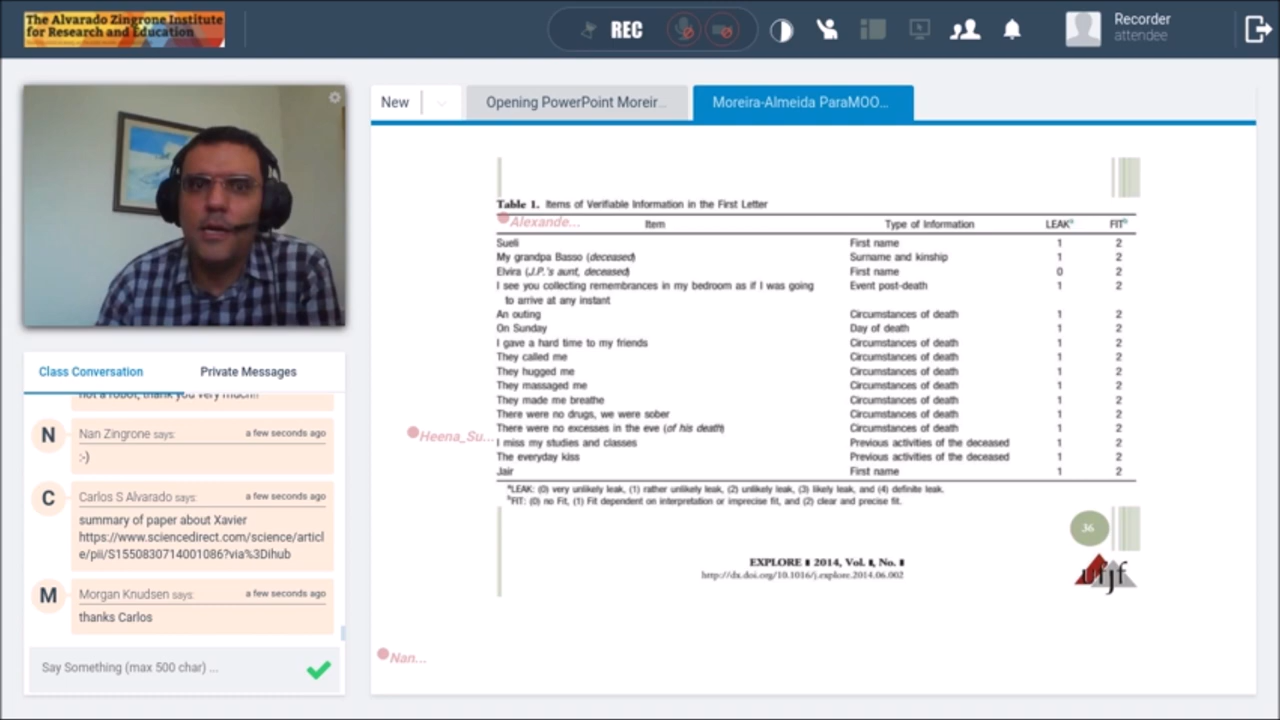 The Alvarado Zingrone Institute
for Research and Education
REC
Recorder
attendee
New
Opening PowerPoint Moreir...
Moreira-Almeida ParaMOO...
Class Conversation
Private Messages
not a robot, thank you very much!!
N
Nan Zingrone says:
a few seconds ago
:-)
C
Carlos S Alvarado says:
a few seconds ago
summary of paper about Xavier
https://www.sciencedirect.com/science/articl
e/pii/S1550830714001086?via%3Dihub
M
Morgan Knudsen says:
a few seconds ago
thanks Carlos
Say Something (max 500 char) ...
Table 1. Items of Verifiable Information in the First Letter
Alexande...
Item Type of Information LEAKa FITb
Sueli First name 1 2
My grandpa Basso (deceased) Surname and kinship 1 2
Elvira (J.P.'s aunt, deceased) First name 0 2
I see you collecting remembrances in my bedroom as if I was going Event post-death 1 2
to arrive at any instant
An outing Circumstances of death 1 2
On Sunday Day of death 1 2
I gave a hard time to my friends Circumstances of death 1 2
They called me Circumstances of death 1 2
They hugged me Circumstances of death 1 2
They massaged me Circumstances of death 1 2
They made me breathe Circumstances of death 1 2
There were no drugs, we were sober Circumstances of death 1 2
There were no excesses in the eve (of his death) Circumstances of death 1 2
Heena_Su...
I miss my studies and classes Previous activities of the deceased 1 2
The everyday kiss Previous activities of the deceased 1 2
Jair First name 1 2
aLEAK: (0) very unlikely leak, (1) rather unlikely leak, (2) unlikely leak, (3) likely leak, and (4) definite leak.
bFIT: (0) no Fit, (1) Fit dependent on interpretation or imprecise fit, and (2) clear and precise fit.
36
EXPLORE ▮ 2014, Vol. ▮, No. ▮
http://dx.doi.org/10.1016/j.explore.2014.06.002
ufjf
Nan...